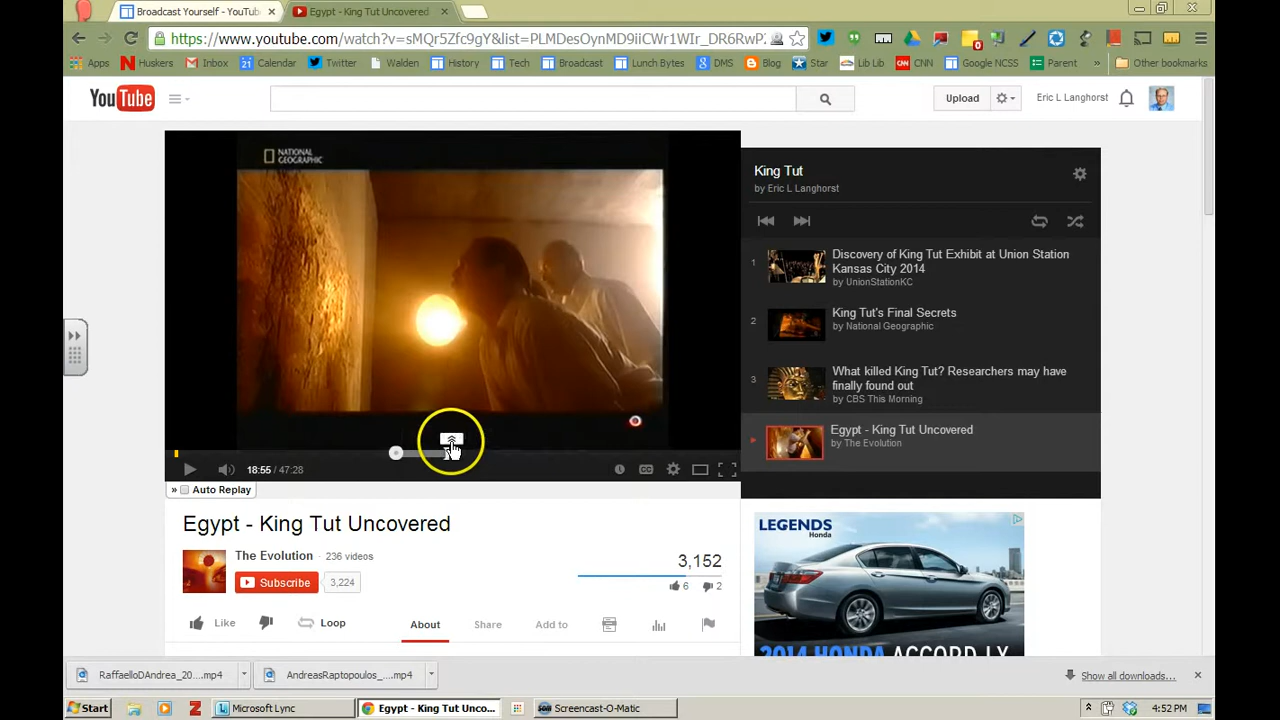 Broadcast Yourself - YouTu
Egypt - King Tut Uncovered
https://www.youtube.com/watch?v=sMQr5Zfc9gY&list=PLMDesOynMD9iiCWr1WIr_DR6RwP
Apps Huskers Inbox Calendar Twitter Walden History Tech Broadcast Lunch Bytes DMS Blog Star Lib Lib CNN Google NCSS Parent » Other bookmarks
YouTube
Upload
Eric L Langhorst
NATIONAL
GEOGRAPHIC
King Tut
by Eric L Langhorst
1
Discovery of King Tut Exhibit at Union Station
Kansas City 2014
by UnionStationKC
2
King Tut's Final Secrets
by National Geographic
3
What killed King Tut? Researchers may have
finally found out
by CBS This Morning
Egypt - King Tut Uncovered
by The Evolution
18:55 / 47:28
» Auto Replay
Egypt - King Tut Uncovered
The Evolution · 236 videos
Subscribe 3,224
3,152
6 2
Like Loop About Share Add to
LEGENDS
Honda
2014 HONDA ACCORD LX
RaffaelloDAndrea_20....mp4
AndreasRaptopoulos_....mp4
Show all downloads...
Start
Microsoft Lync
Egypt - King Tut Unco...
Screencast-O-Matic
4:52 PM